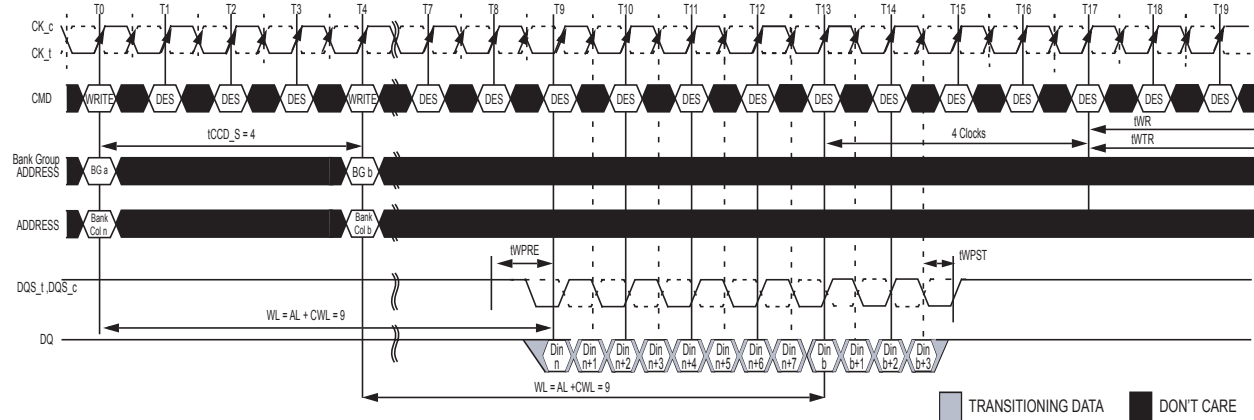 T0 T1 T2 T3 T4 T7 T8 T9 T10 T11 T12 T13 T14 T15 T16 T17 T18 T19
CK_c
CK_t
CMD
WRITE DES DES DES WRITE DES DES DES DES DES DES DES DES DES DES DES DES DES
tCCD_S = 4
4 Clocks
tWR
tWTR
Bank Group
ADDRESS
BG a
BG b
ADDRESS
Bank
Col n
Bank
Col b
tWPRE
tWPST
DQS_t ,DQS_c
WL = AL + CWL = 9
DQ
Din Din Din Din Din Din Din Din Din Din Din Din
n n+1 n+2 n+3 n+4 n+5 n+6 n+7 b b+1 b+2 b+3
WL = AL +CWL = 9
TRANSITIONING DATA
DON'T CARE